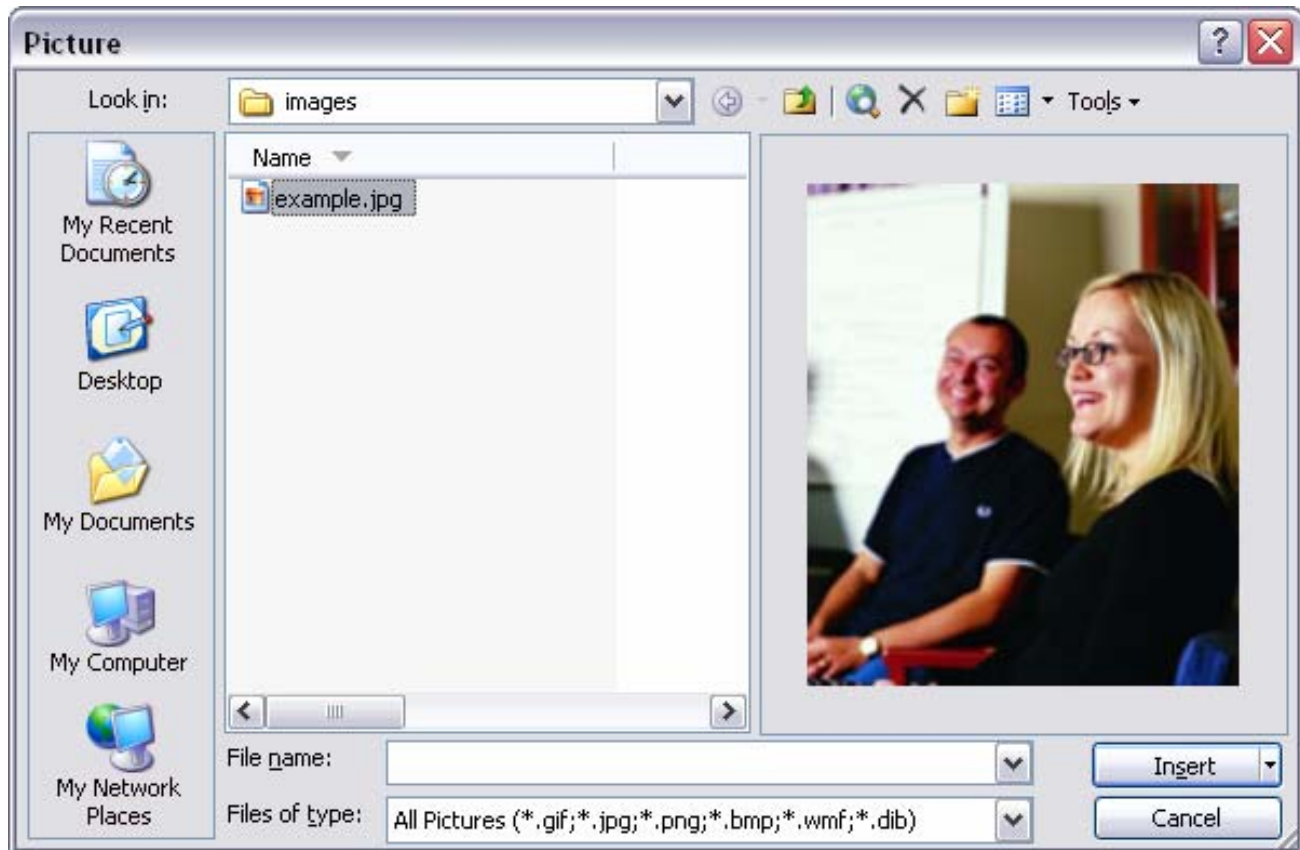 Picture
Look in:
images
Tools
Name
example.jpg
My Recent
Documents
Desktop
My Documents
My Computer
My Network
Places
File name:
Insert
Files of type:
All Pictures (*.gif;*.jpg;*.png;*.bmp;*.wmf;*.dib)
Cancel